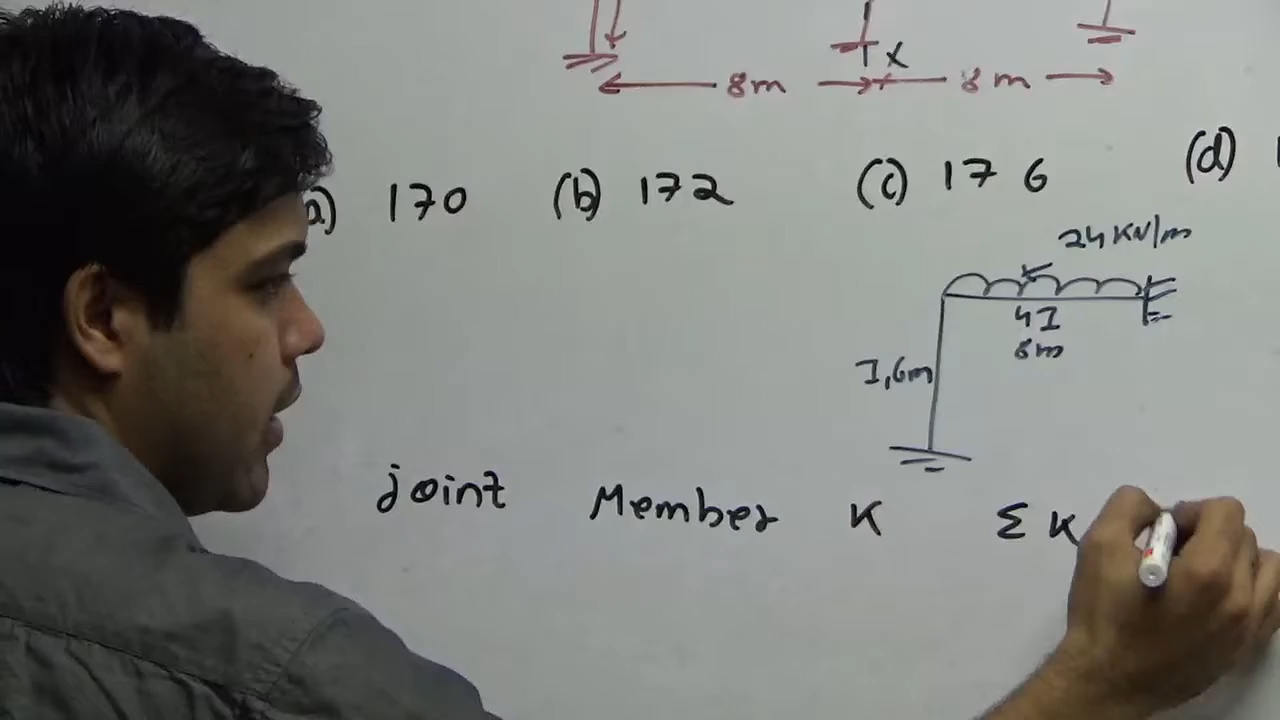 X
8m 8m
(a) 170 (b) 172 (c) 176 (d)
24 KN/m
4I
8m
I, 6m
joint Member K Σ K